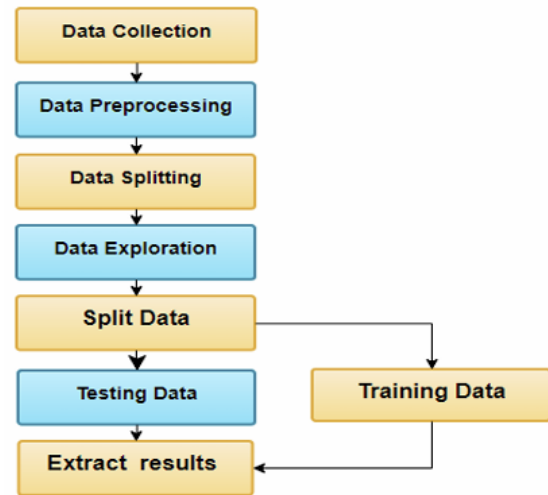 Data Collection
Data Preprocessing
Data Splitting
Data Exploration
Split Data
Testing Data
Training Data
Extract results